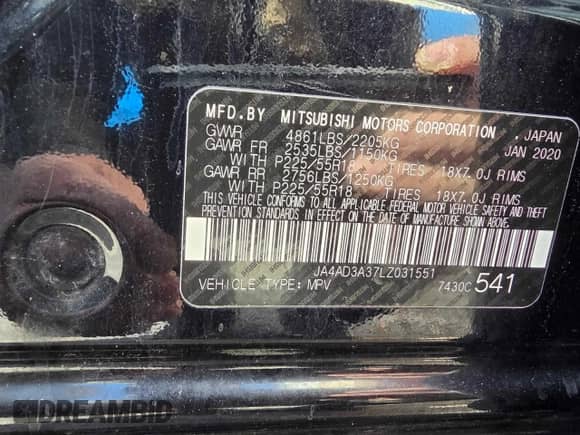 MFD.BY MITSUBISHI MOTORS CORPORATION , JAPAN
GVWR 4861LBS/2205KG JAN 2020
GAWR FR 2535LBS/1150KG
WITH P225/55R18 TIRES 18X7.0J RIMS
GAWR RR 2756LBS/1250KG
WITH P225/55R18 TIRES 18X7.0J RIMS
THIS VEHICLE CONFORMS TO ALL APPLICABLE FEDERAL MOTOR VEHICLE SAFETY AND THEFT
PREVENTION STANDARDS IN EFFECT ON THE DATE OF MANUFACTURE SHOWN ABOVE.
JA4AD3A37LZ031551
VEHICLE TYPE: MPV 7430C 541
DREAMBID